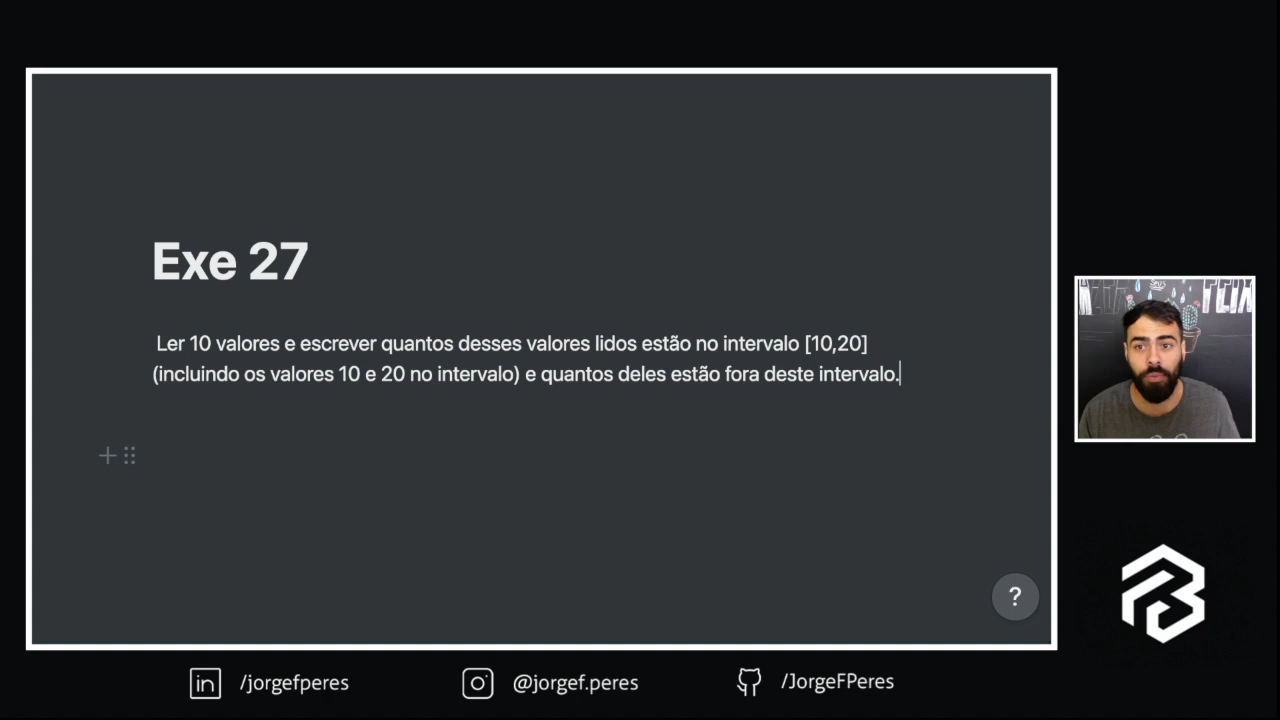 Exe 27
Ler 10 valores e escrever quantos desses valores lidos estão no intervalo [10,20]
(incluindo os valores 10 e 20 no intervalo) e quantos deles estão fora deste intervalo.
?
in /jorgefperes
@jorgef.peres
/JorgeFPeres